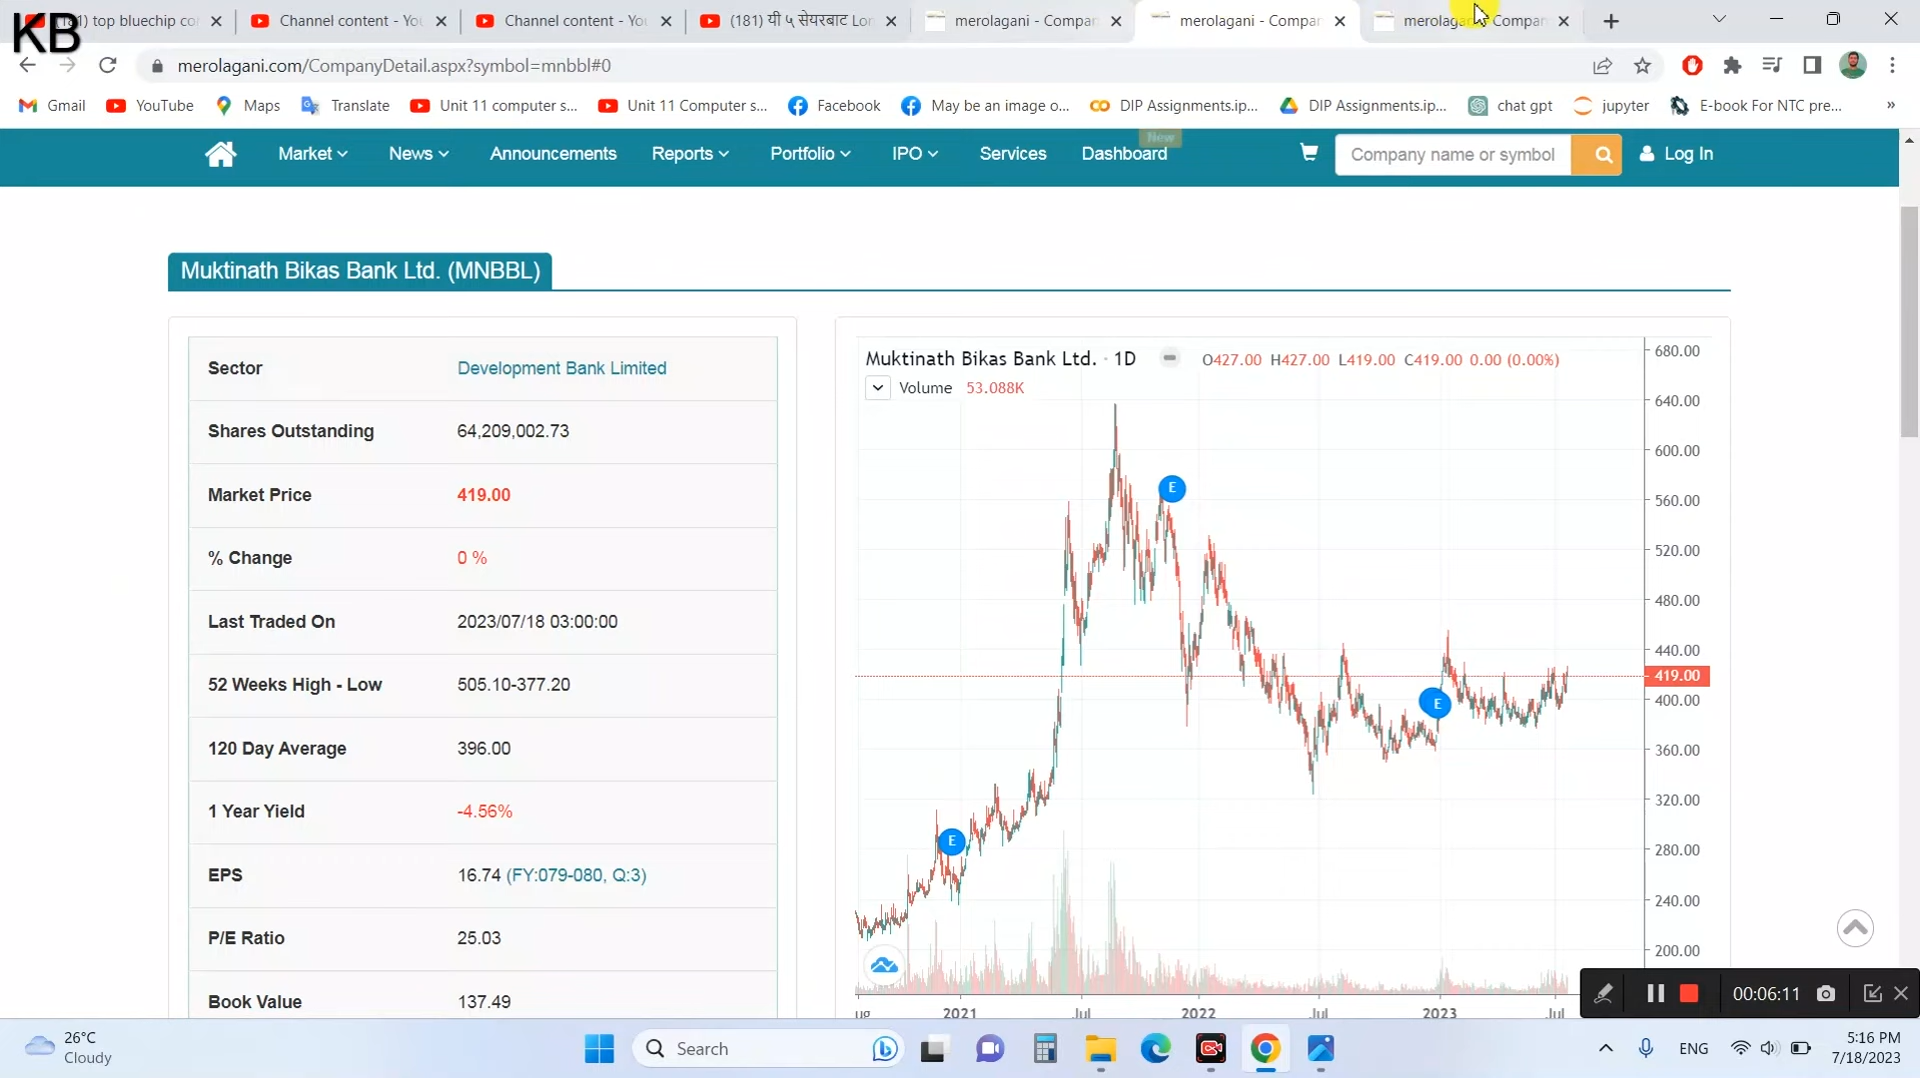 KB
(181) top bluechip co
Channel content - You
Channel content - You
(181) यी ५ सेयरबाट Lo
merolagani - Compan
merolagani - Compan
merolagani - Compan
merolagani.com/CompanyDetail.aspx?symbol=mnbbl#0
Gmail
YouTube
Maps
Translate
Unit 11 computer s...
Unit 11 Computer s...
Facebook
May be an image o...
DIP Assignments.ip...
DIP Assignments.ip...
chat gpt
jupyter
E-book For NTC pre...
New
Market
News
Announcements
Reports
Portfolio
IPO
Services
Dashboard
Company name or symbol
Log In
Muktinath Bikas Bank Ltd. (MNBBL)
Sector Development Bank Limited
Shares Outstanding 64,209,002.73
Market Price 419.00
% Change 0 %
Last Traded On 2023/07/18 03:00:00
52 Weeks High - Low 505.10-377.20
120 Day Average 396.00
1 Year Yield -4.56%
EPS 16.74 (FY:079-080, Q:3)
P/E Ratio 25.03
Book Value 137.49
Muktinath Bikas Bank Ltd. · 1D O427.00 H427.00 L419.00 C419.00 0.00 (0.00%)
Volume 53.088K
680.00
640.00
600.00
560.00
520.00
480.00
440.00
419.00
400.00
360.00
320.00
280.00
240.00
200.00
E
E
E
ug 2021 Jul 2022 Jul 2023 Jul
00:06:11
26°C
Cloudy
Search
ENG
5:16 PM
7/18/2023